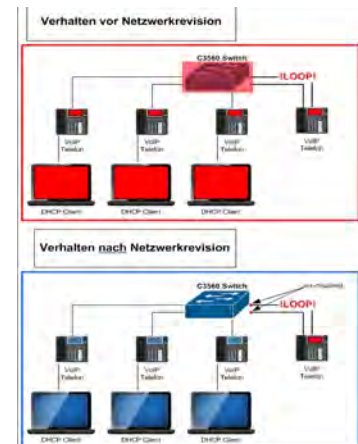 Verhalten vor Netzwerkrevision
C3560 Switch
!LOOP!
VoIP
Telefon
VoIP
Telefon
VoIP
Telefon
VoIP
Telefon
DHCP Client
DHCP Client
DHCP Client
Verhalten nach Netzwerkrevision
C3560 Switch
!LOOP!
VoIP
Telefon
VoIP
Telefon
VoIP
Telefon
VoIP
Telefon
DHCP Client
DHCP Client
DHCP Client